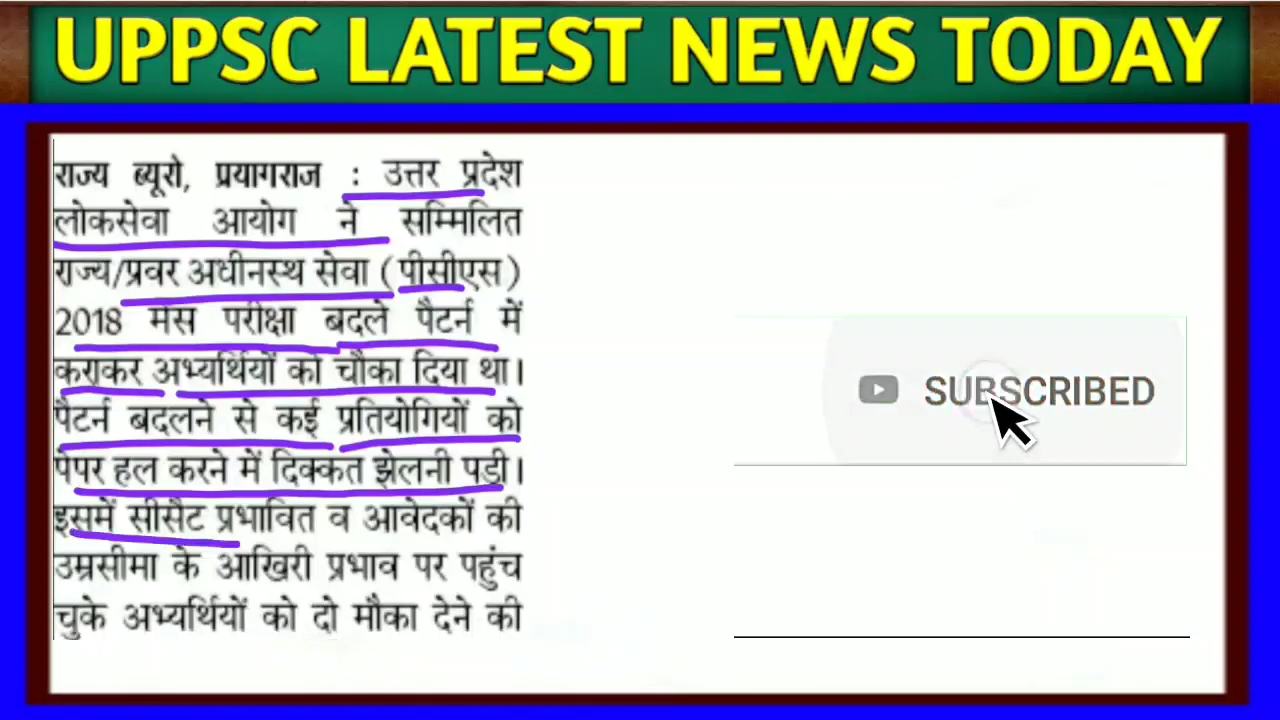 UPPSC LATEST NEWS TODAY
राज्य ब्यूरो, प्रयागराज : उत्तर प्रदेश
लोकसेवा आयोग ने सम्मिलित
राज्य/प्रवर अधीनस्थ सेवा (पीसीएस)
2018 मेंस परीक्षा बदले पैटर्न में
कराकर अभ्यर्थियों को चौंका दिया था।
पैटर्न बदलने से कई प्रतियोगियों को
पेपर हल करने में दिक्कत झेलनी पड़ी।
इसमें सीसैट प्रभावित व आवेदकों की
उम्रसीमा के आखिरी प्रभाव पर पहुंच
चुके अभ्यर्थियों को दो मौका देने की
SUBSCRIBED